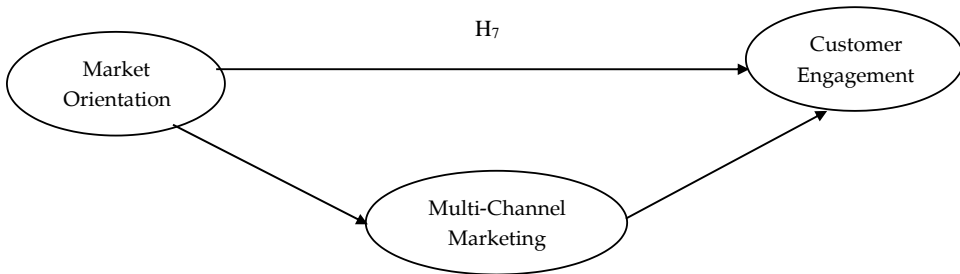 H₇
Market
Orientation
Customer
Engagement
Multi-Channel
Marketing